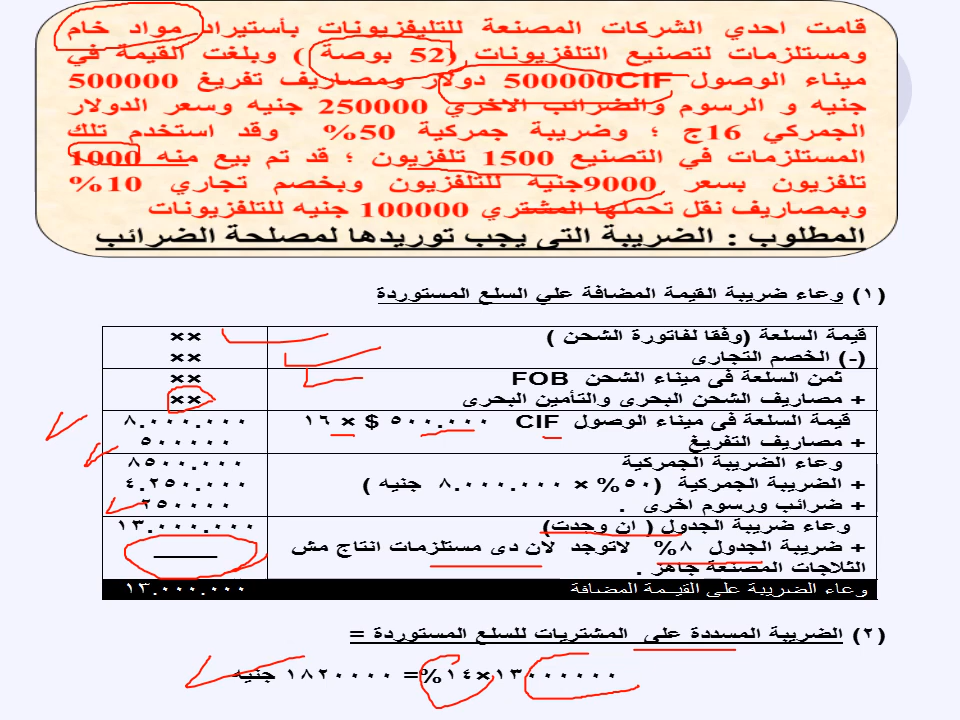 قامت احدي الشركات المصنعة للتليفزيونات بأستيراد مواد خام
ومستلزمات لتصنيع التلفزيونات (52 بوصة ) وبلغت القيمة في
ميناء الوصول 500000CIF دولار ومصاريف تفريغ 500000
جنيه و الرسوم والضرائب الاخري 250000 جنيه وسعر الدولار
الجمركي 16ج ؛ وضريبة جمركية 50% وقد استخدم تلك
المستلزمات في التصنيع 1500 تلفزيون ؛ قد تم بيع منه 1000
تلفزيون بسعر 9000جنيه للتلفزيون وبخصم تجاري 10%
وبمصاريف نقل تحملها المشتري 100000 جنيه للتلفزيونات
المطلوب : الضريبة التى يجب توريدها لمصلحة الضرائب
(١) وعاء ضريبة القيمة المضافة علي السلع المستوردة
قيمة السلعة (وفقا لفاتورة الشحن ) ××
(-) الخصم التجارى ××
ثمن السلعة فى ميناء الشحن FOB ××
+ مصاريف الشحن البحرى والتأمين البحرى ××
قيمة السلعة فى ميناء الوصول CIF ٥٠٠.٠٠٠ $ × ١٦ ٨.٠٠٠.٠٠٠
+ مصاريف التفريغ ٥٠٠٠٠٠
وعاء الضريبة الجمركية ٨٥٠٠.٠٠٠
+ الضريبة الجمركية (٥٠% × ٨.٠٠٠.٠٠٠ جنيه ) ٤.٢٥٠.٠٠٠
+ ضرائب ورسوم اخرى . ٢٥٠٠٠٠
وعاء ضريبة الجدول ( ان وجدت) ١٣.٠٠٠.٠٠٠
+ ضريبة الجدول ٨% لاتوجد لان دى مستلزمات انتاج مش
الثلاجات المصنعة جاهز .
وعاء الضريبة على القيمة المضافة ١٣.٠٠٠.٠٠٠
(٢) الضريبة المسددة على المشتريات للسلع المستوردة =
١٣٠٠٠٠٠٠×١٤%= ١٨٢٠٠٠٠ جنيه